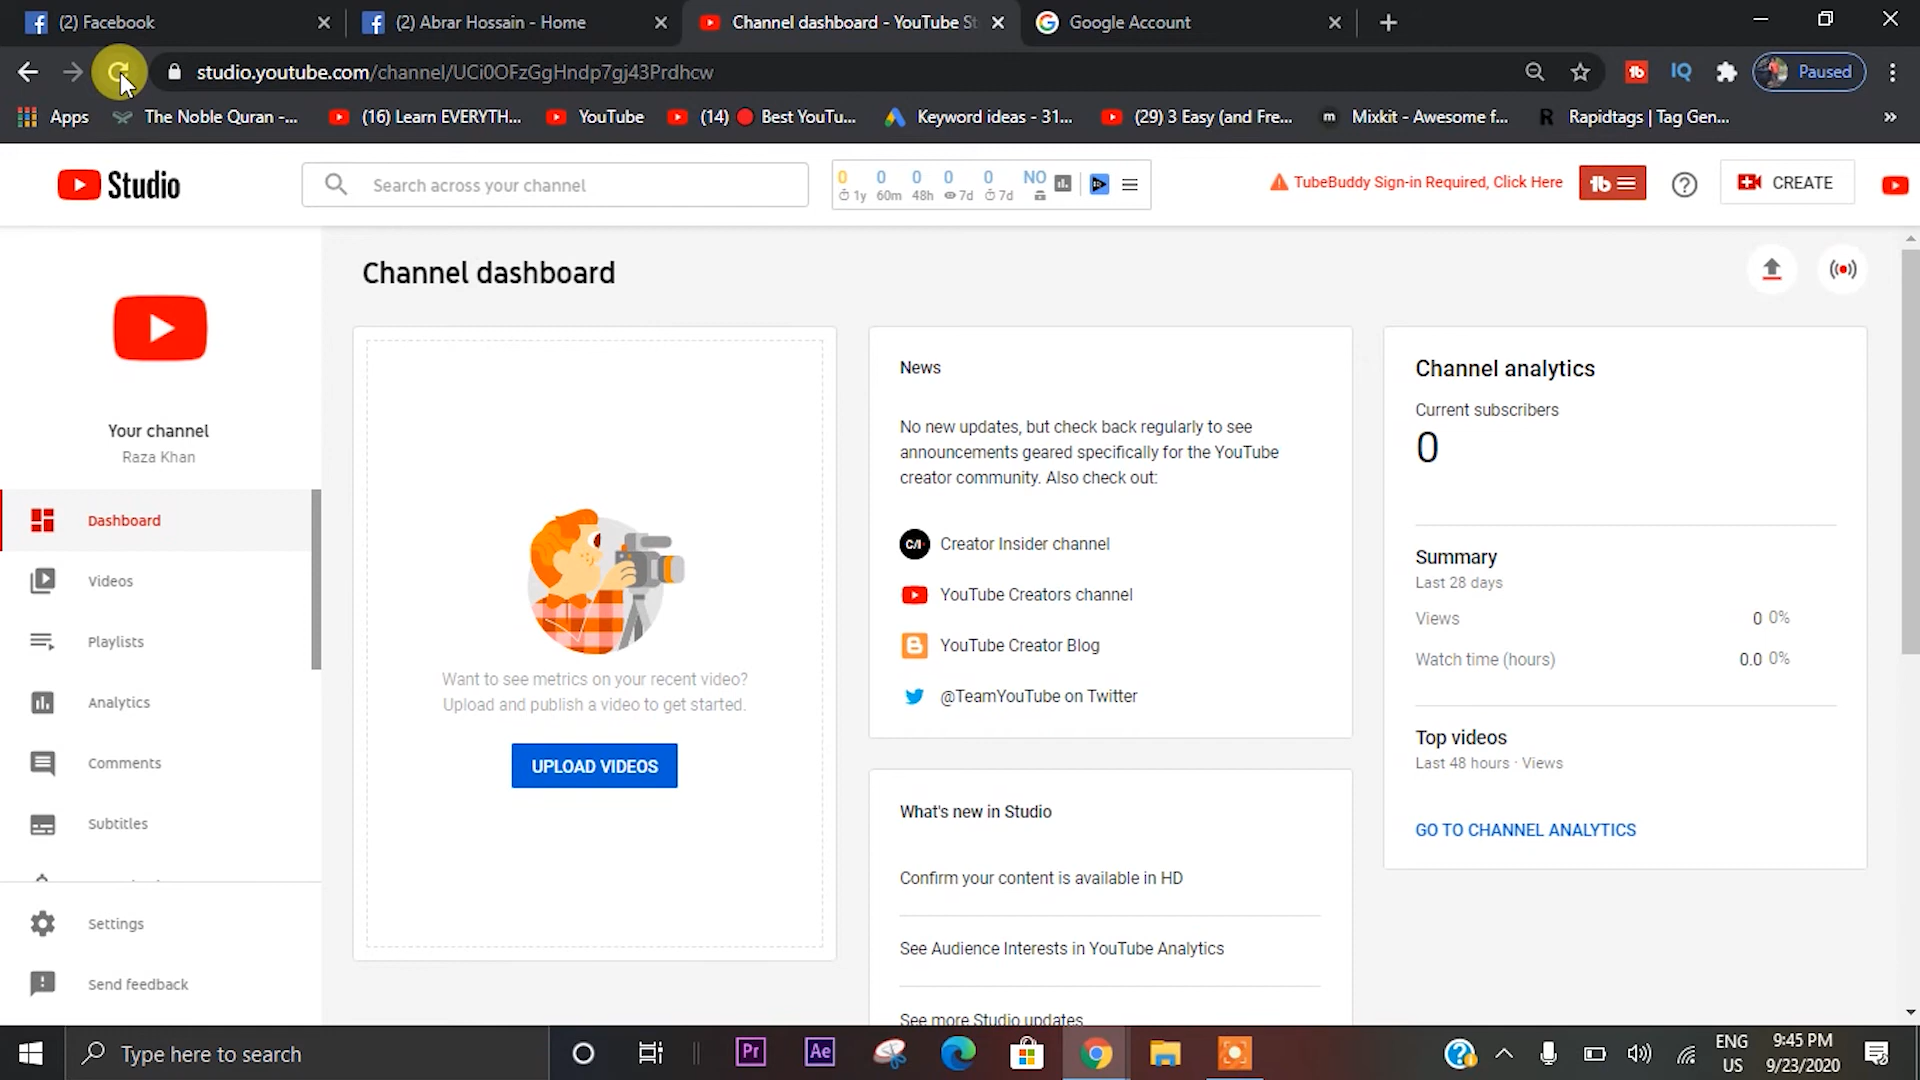 (2) Facebook
(2) Abrar Hossain - Home
Channel dashboard - YouTube St
Google Account
studio.youtube.com/channel/UCi0OFzGgHndp7gj43Prdhcw
Paused
Apps
The Noble Quran -...
(16) Learn EVERYTH...
YouTube
(14) 🔴 Best YouTu...
Keyword ideas - 31...
(29) 3 Easy (and Fre...
Mixkit - Awesome f...
Rapidtags | Tag Gen...
Studio
Search across your channel
0 0 0 0 0 NO
1y 60m 48h 7d 7d
TubeBuddy Sign-in Required, Click Here
CREATE
Channel dashboard
Your channel
Raza Khan
Dashboard
Videos
Playlists
Analytics
Comments
Subtitles
Settings
Send feedback
Want to see metrics on your recent video?
Upload and publish a video to get started.
UPLOAD VIDEOS
News
No new updates, but check back regularly to see
announcements geared specifically for the YouTube
creator community. Also check out:
Creator Insider channel
YouTube Creators channel
YouTube Creator Blog
@TeamYouTube on Twitter
What's new in Studio
Confirm your content is available in HD
See Audience Interests in YouTube Analytics
See more Studio updates
Channel analytics
Current subscribers
0
Summary
Last 28 days
Views 0 0%
Watch time (hours) 0.0 0%
Top videos
Last 48 hours · Views
GO TO CHANNEL ANALYTICS
Type here to search
Pr
Ae
ENG
US
9:45 PM
9/23/2020